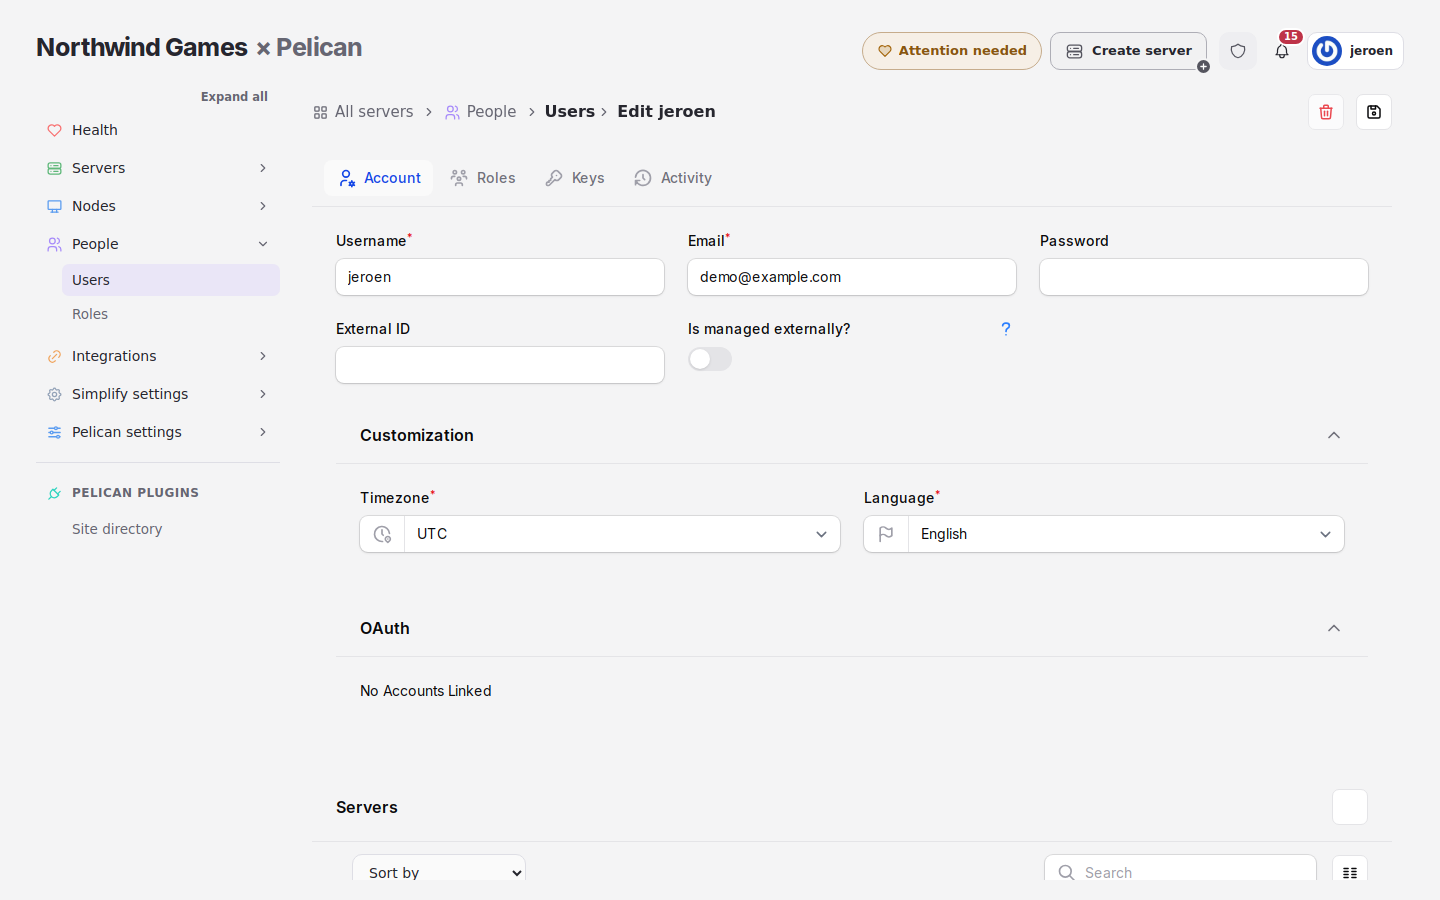 Northwind Games × Pelican
Attention needed
Create server
15
jeroen
Expand all
Health
Servers
Nodes
People
Users
Roles
Integrations
Simplify settings
Pelican settings
PELICAN PLUGINS
Site directory
All servers > People > Users > Edit jeroen
Account Roles Keys Activity
Username* Email* Password
jeroen demo@example.com
External ID Is managed externally? ?
Customization
Timezone* Language*
UTC English
OAuth
No Accounts Linked
Servers
Sort by Search